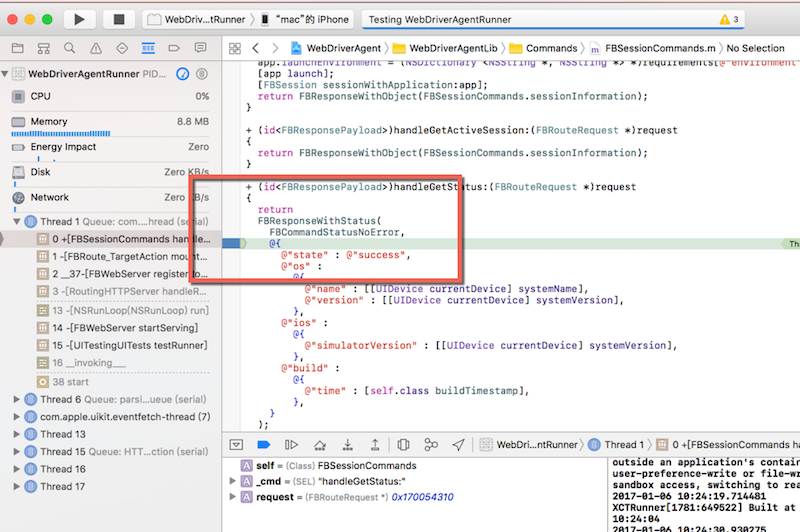 WebDriv...tRunner 〉 "mac"的 iPhone
Testing WebDriverAgentRunner
3
WebDriverAgent 〉 WebDriverAgentLib 〉 Commands 〉 FBSessionCommands.m 〉 No Selection
WebDriverAgentRunner PID...
CPU 0%
Memory 8.8 MB
Energy Impact Zero
Disk Zero KB/s
Network Zero KB/s
Thread 1 Queue: com....hread (serial)
0 +[FBSessionCommands handle...
1 -[FBRoute_TargetAction mount...
2 __37-[FBWebServer registerRo...
3 -[RoutingHTTPServer handleR...
13 -[NSRunLoop(NSRunLoop) run]
14 -[FBWebServer startServing]
15 -[UITestingUITests testRunner]
16 __invoking___
38 start
Thread 6 Queue: parsi...ueue (serial)
com.apple.uikit.eventfetch-thread (7)
Thread 13
Thread 15 Queue: HTT...ction (serial)
Thread 16
Thread 17
app.launchEnvironment = (NSDictionary <NSString *, NSString *> *)requirements[@"environment
[app launch];
[FBSession sessionWithApplication:app];
return FBResponseWithObject(FBSessionCommands.sessionInformation);
}
+ (id<FBResponsePayload>)handleGetActiveSession:(FBRouteRequest *)request
{
return FBResponseWithObject(FBSessionCommands.sessionInformation);
}
+ (id<FBResponsePayload>)handleGetStatus:(FBRouteRequest *)request
{
return
FBResponseWithStatus(
FBCommandStatusNoError,
@{
@"state" : @"success",
@"os" :
@{
@"name" : [[UIDevice currentDevice] systemName],
@"version" : [[UIDevice currentDevice] systemVersion],
},
@"ios" :
@{
@"simulatorVersion" : [[UIDevice currentDevice] systemVersion],
},
@"build" :
@{
@"time" : [self.class buildTimestamp],
},
}
);
WebDri...ntRunner 〉 Thread 1 〉 0 +[FBSessionCommands ha
self = (Class) FBSessionCommands
_cmd = (SEL) "handleGetStatus:"
request = (FBRouteRequest *) 0x170054310
outside an application's contain
user-preference-write or file-wr
sandbox access, switching to rea
2017-01-06 10:24:19.714481
XCTRunner[1781:649522] Built at
10:24:04
2017-01-06 10:24:30.930275